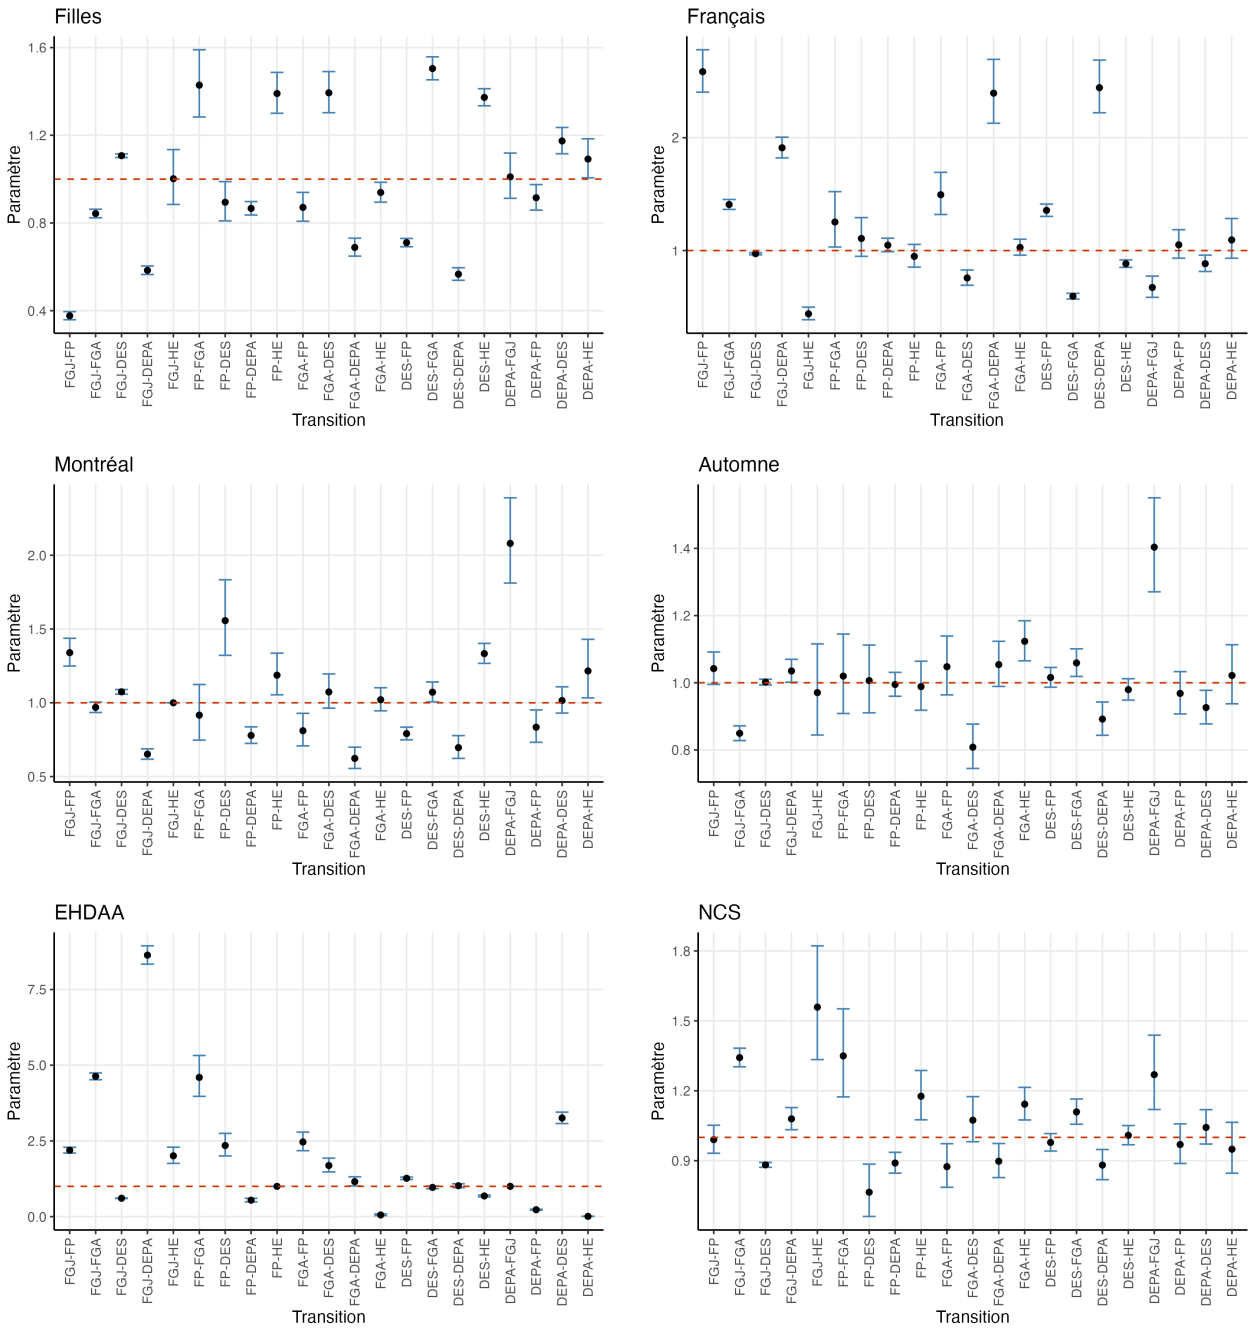 Filles
Paramètre
1.6
1.2
0.8
0.4
FGJ-FP
FGJ-FGA
FGJ-DES
FGJ-DEPA
FGJ-HE
FP-FGA
FP-DES
FP-DEPA
FP-HE
FGA-FP
FGA-DES
FGA-DEPA
FGA-HE
DES-FP
DES-FGA
DES-DEPA
DES-HE
DEPA-FGJ
DEPA-FP
DEPA-DES
DEPA-HE
Transition
Français
Paramètre
2
1
FGJ-FP
FGJ-FGA
FGJ-DES
FGJ-DEPA
FGJ-HE
FP-FGA
FP-DES
FP-DEPA
FP-HE
FGA-FP
FGA-DES
FGA-DEPA
FGA-HE
DES-FP
DES-FGA
DES-DEPA
DES-HE
DEPA-FGJ
DEPA-FP
DEPA-DES
DEPA-HE
Transition
Montréal
Paramètre
2.0
1.5
1.0
0.5
FGJ-FP
FGJ-FGA
FGJ-DES
FGJ-DEPA
FGJ-HE
FP-FGA
FP-DES
FP-DEPA
FP-HE
FGA-FP
FGA-DES
FGA-DEPA
FGA-HE
DES-FP
DES-FGA
DES-DEPA
DES-HE
DEPA-FGJ
DEPA-FP
DEPA-DES
DEPA-HE
Transition
Automne
Paramètre
1.4
1.2
1.0
0.8
FGJ-FP
FGJ-FGA
FGJ-DES
FGJ-DEPA
FGJ-HE
FP-FGA
FP-DES
FP-DEPA
FP-HE
FGA-FP
FGA-DES
FGA-DEPA
FGA-HE
DES-FP
DES-FGA
DES-DEPA
DES-HE
DEPA-FGJ
DEPA-FP
DEPA-DES
DEPA-HE
Transition
EHDAA
Paramètre
7.5
5.0
2.5
0.0
FGJ-FP
FGJ-FGA
FGJ-DES
FGJ-DEPA
FGJ-HE
FP-FGA
FP-DES
FP-DEPA
FP-HE
FGA-FP
FGA-DES
FGA-DEPA
FGA-HE
DES-FP
DES-FGA
DES-DEPA
DES-HE
DEPA-FGJ
DEPA-FP
DEPA-DES
DEPA-HE
Transition
NCS
Paramètre
1.8
1.5
1.2
0.9
FGJ-FP
FGJ-FGA
FGJ-DES
FGJ-DEPA
FGJ-HE
FP-FGA
FP-DES
FP-DEPA
FP-HE
FGA-FP
FGA-DES
FGA-DEPA
FGA-HE
DES-FP
DES-FGA
DES-DEPA
DES-HE
DEPA-FGJ
DEPA-FP
DEPA-DES
DEPA-HE
Transition